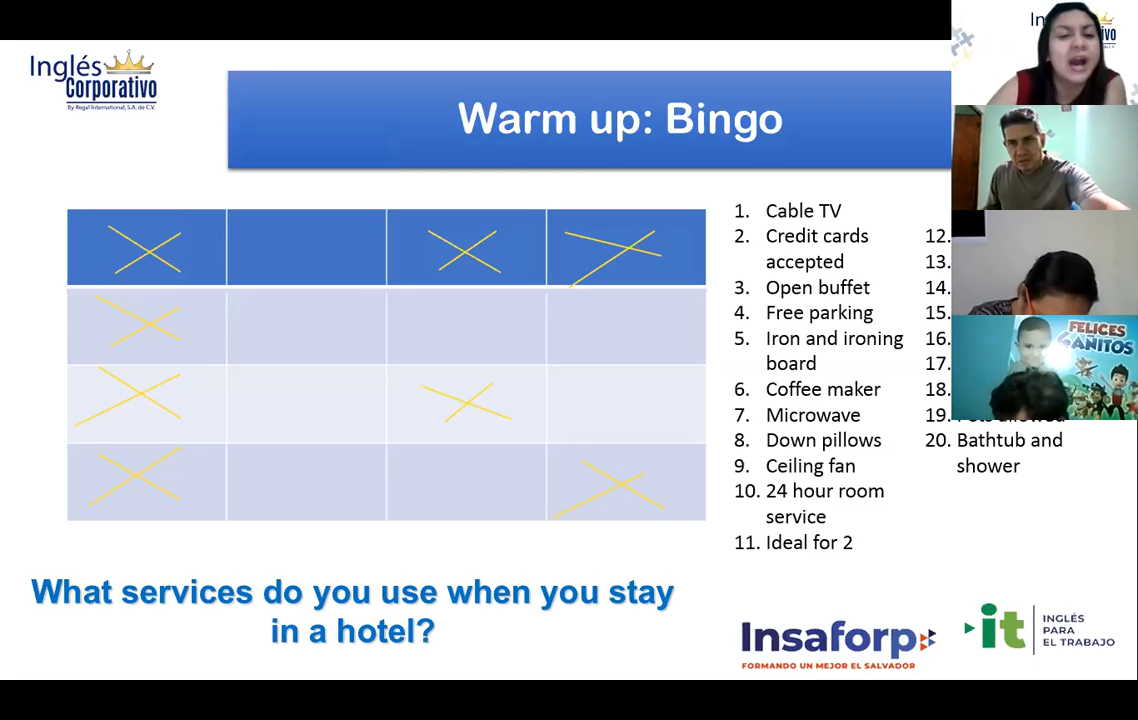 Inglés
Corporativo
By Regal International, S.A. de C.V.
Warm up: Bingo
1. Cable TV
2. Credit cards
accepted
3. Open buffet
4. Free parking
5. Iron and ironing
board
6. Coffee maker
7. Microwave
8. Down pillows
9. Ceiling fan
10. 24 hour room
service
11. Ideal for 2
12.
13.
14.
15.
16.
17.
18.
19.
20. Bathtub and
shower
What services do you use when you stay
in a hotel?
Insaforp
FORMANDO UN MEJOR EL SALVADOR
it
INGLÉS
PARA
EL TRABAJO
FELICES
AÑITOS